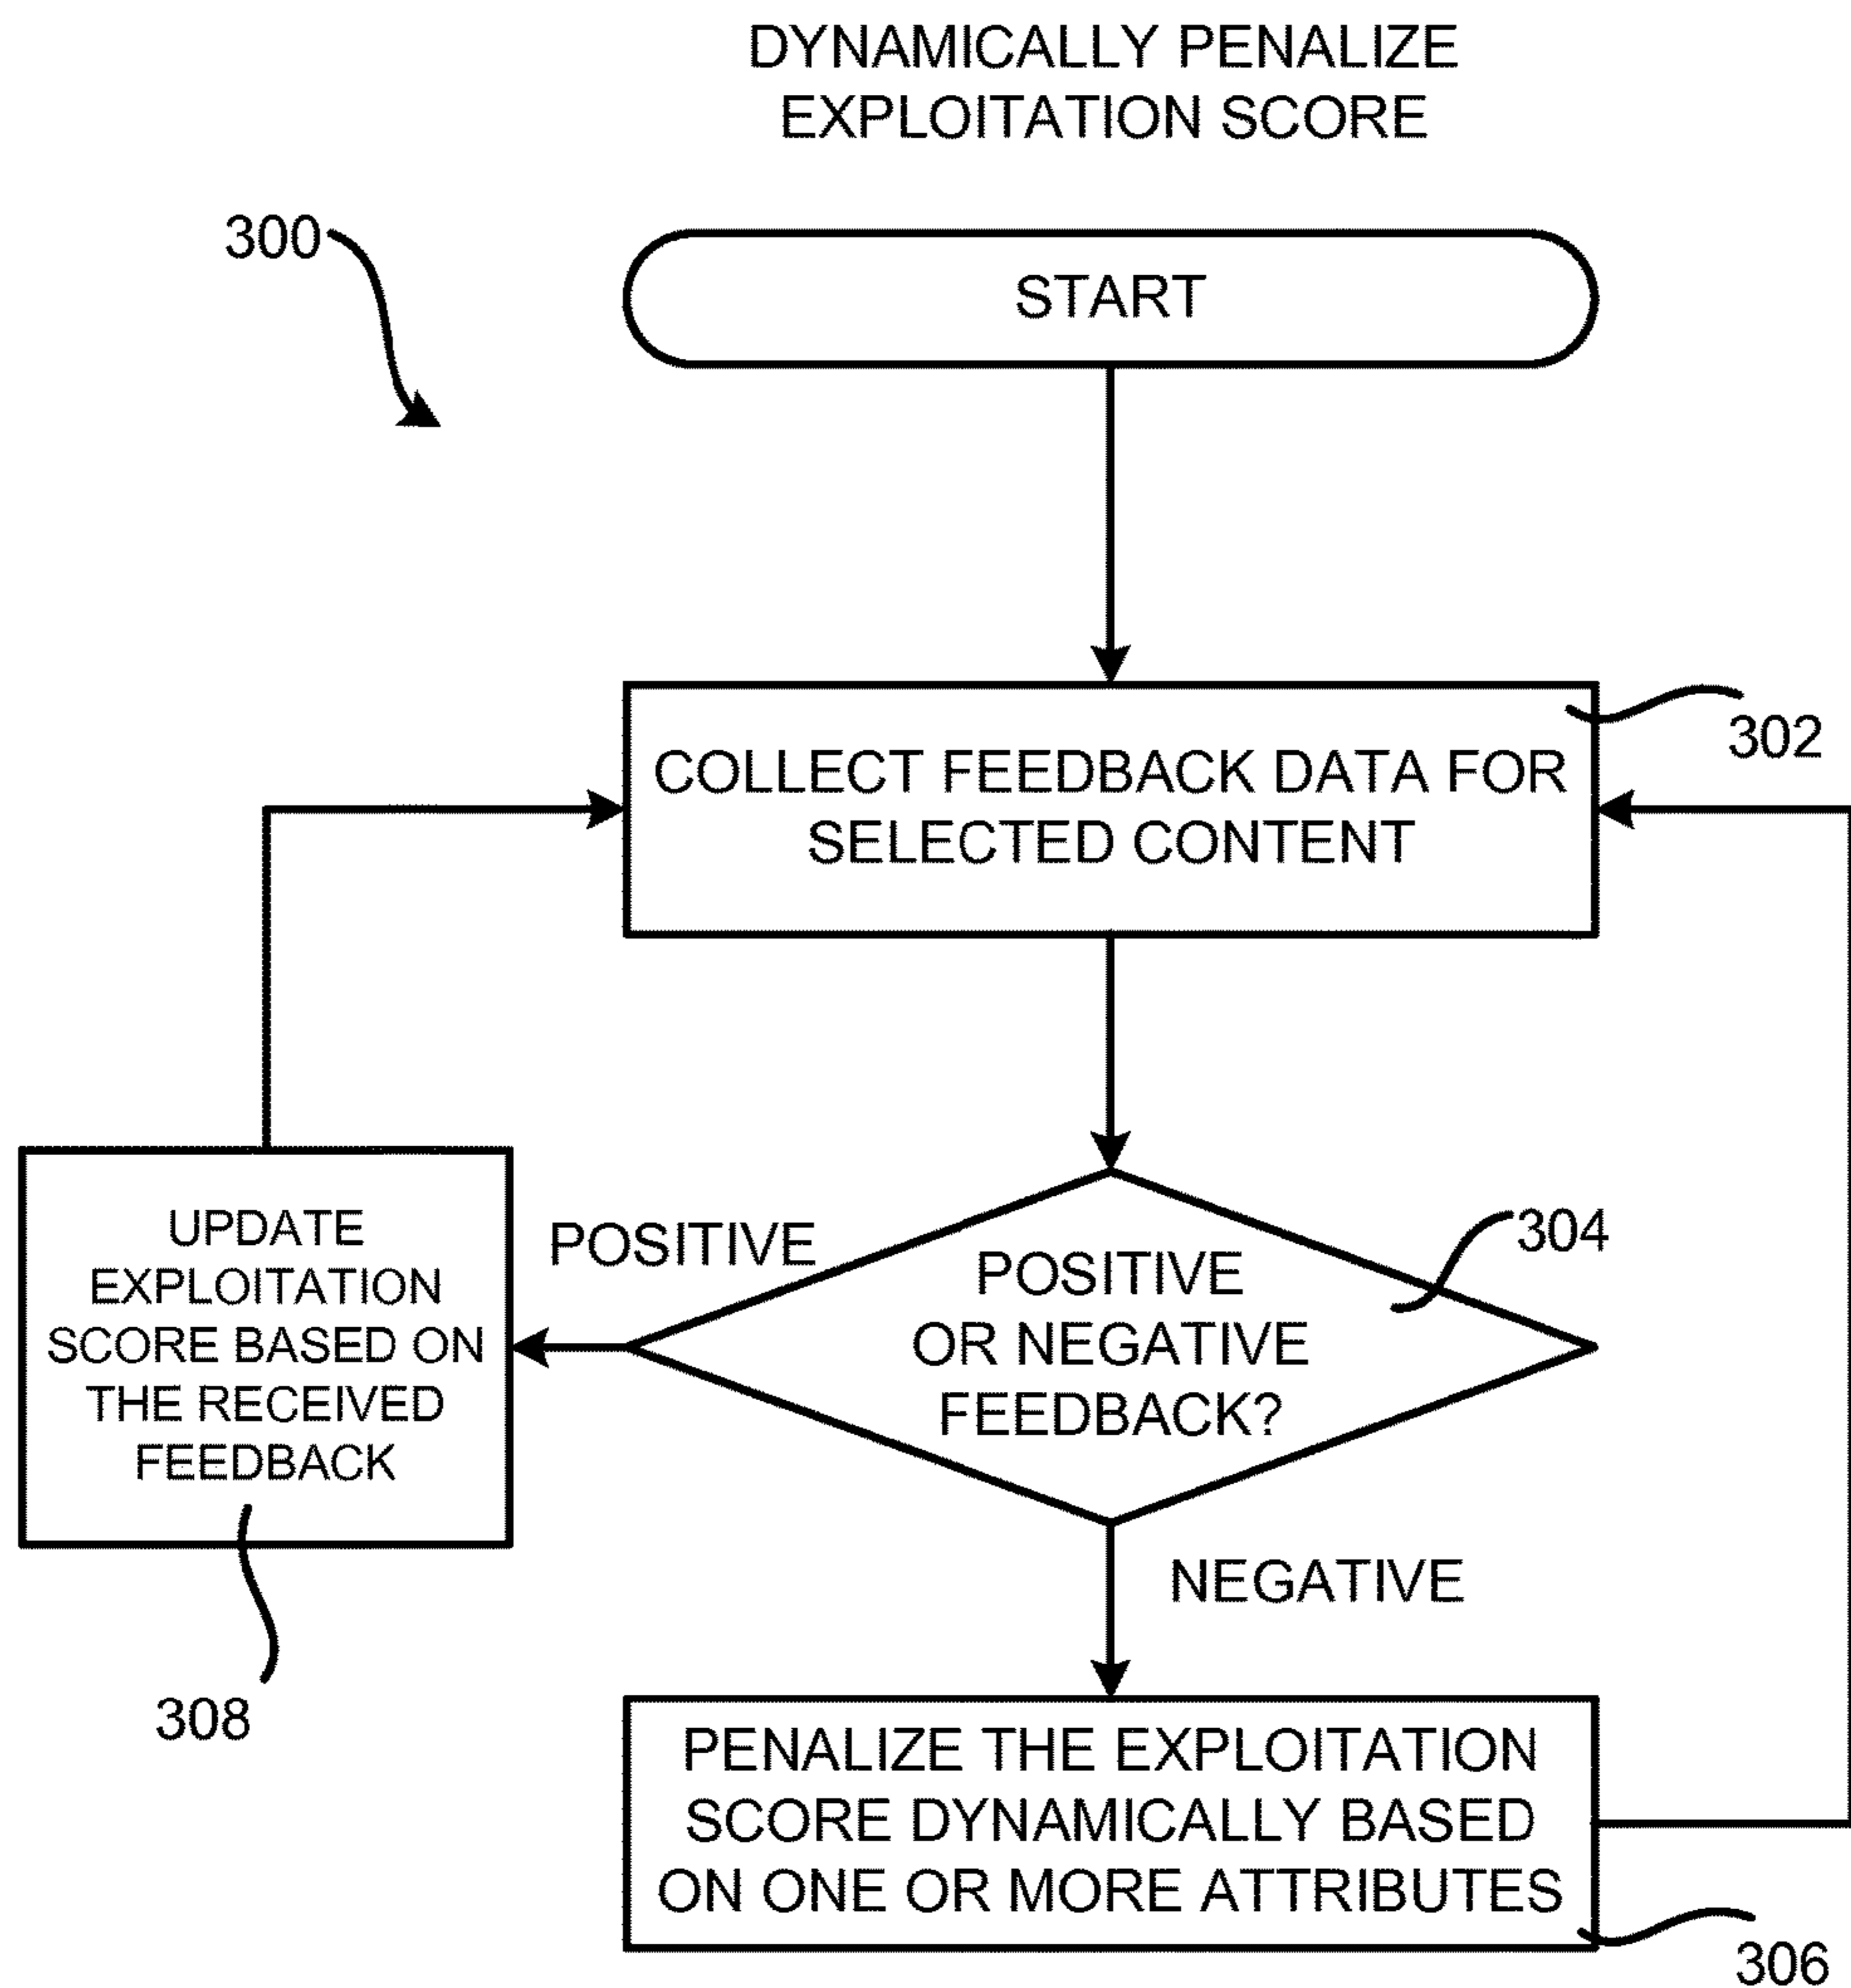 DYNAMICALLY PENALIZE
EXPLOITATION SCORE
300
START
302
COLLECT FEEDBACK DATA FOR
SELECTED CONTENT
304
POSITIVE
POSITIVE
OR NEGATIVE
FEEDBACK?
UPDATE
EXPLOITATION
SCORE BASED ON
THE RECEIVED
FEEDBACK
308
NEGATIVE
PENALIZE THE EXPLOITATION
SCORE DYNAMICALLY BASED
ON ONE OR MORE ATTRIBUTES
306